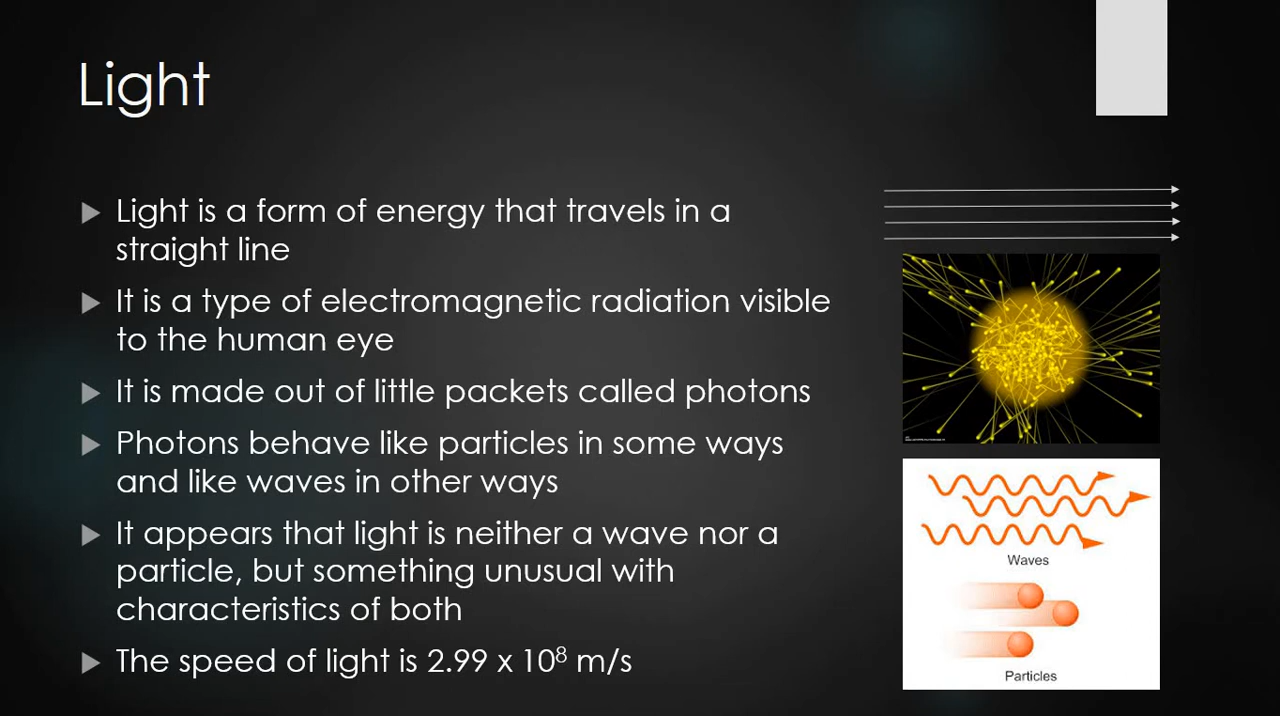 Light
Light is a form of energy that travels in a
straight line
It is a type of electromagnetic radiation visible
to the human eye
It is made out of little packets called photons
Photons behave like particles in some ways
and like waves in other ways
It appears that light is neither a wave nor a
particle, but something unusual with
characteristics of both
The speed of light is 2.99 x 10⁸ m/s
Waves
Particles